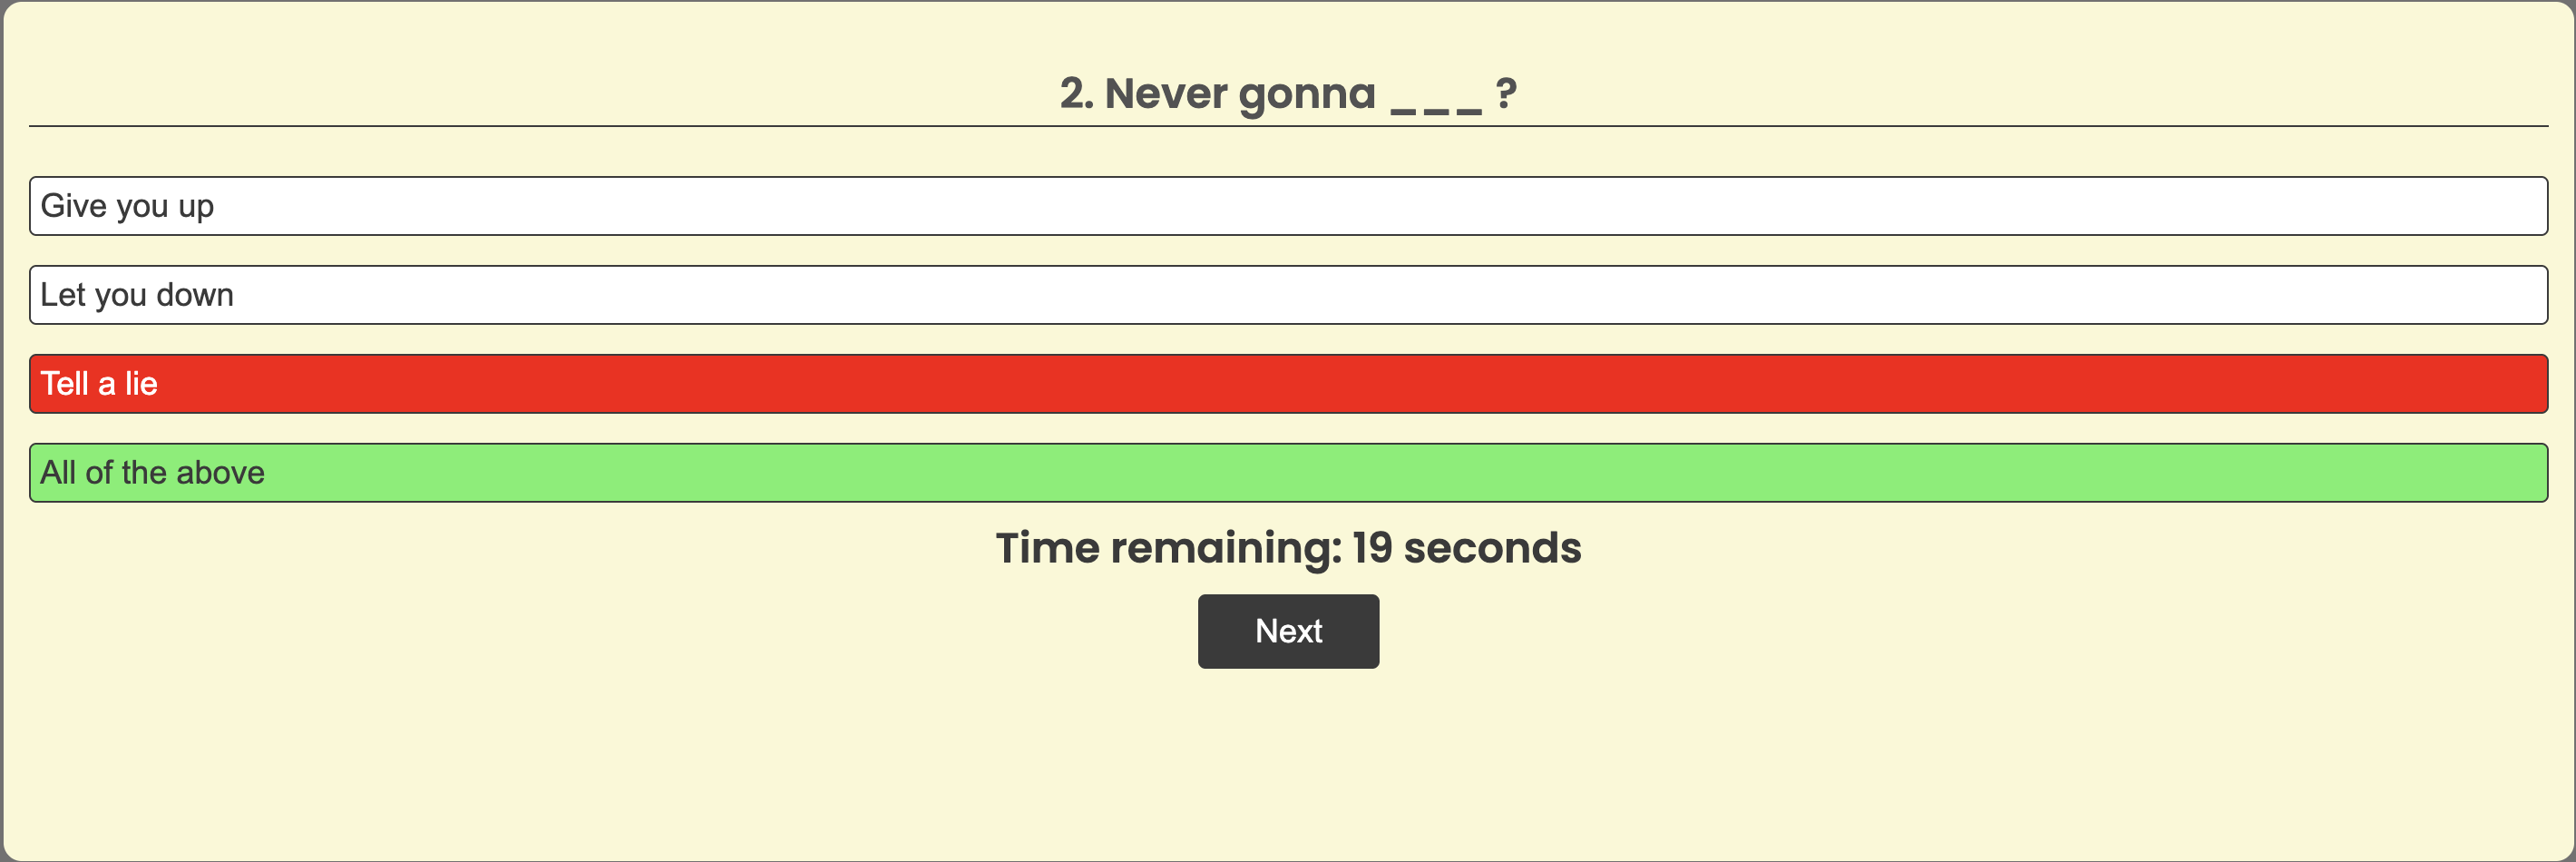 2. Never gonna _ _ _ ?
Give you up
Let you down
Tell a lie
All of the above
Time remaining: 19 seconds
Next